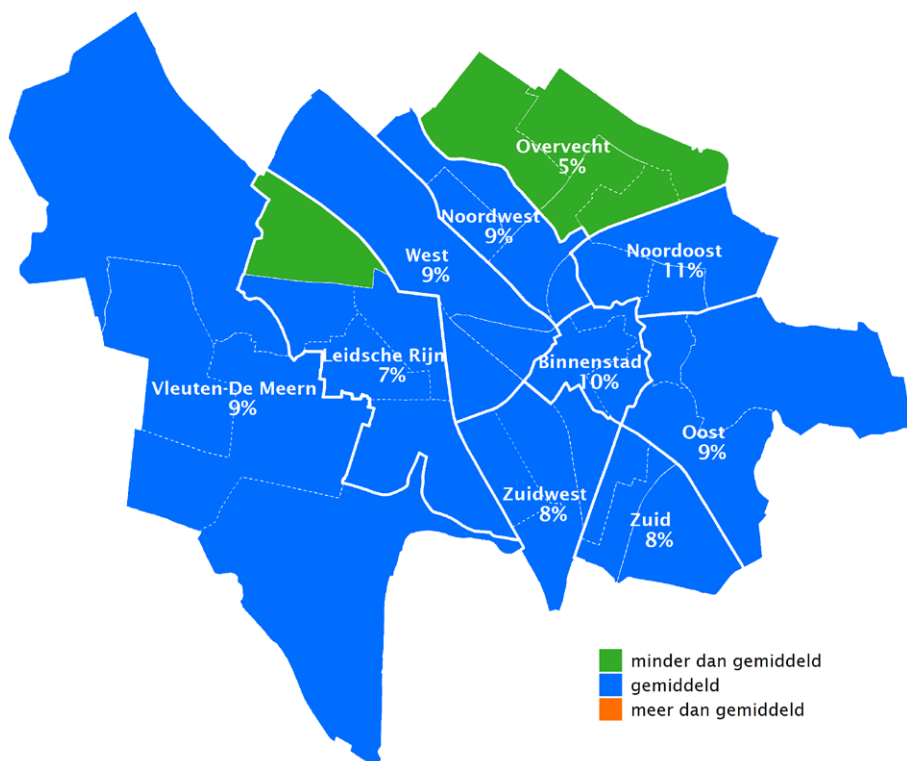 Overvecht
5%
Noordwest
9%
Noordoost
11%
West
9%
Leidsche Rijn
7%
Binnenstad
10%
Vleuten-De Meern
9%
Oost
9%
Zuidwest
8%
Zuid
8%
minder dan gemiddeld
gemiddeld
meer dan gemiddeld